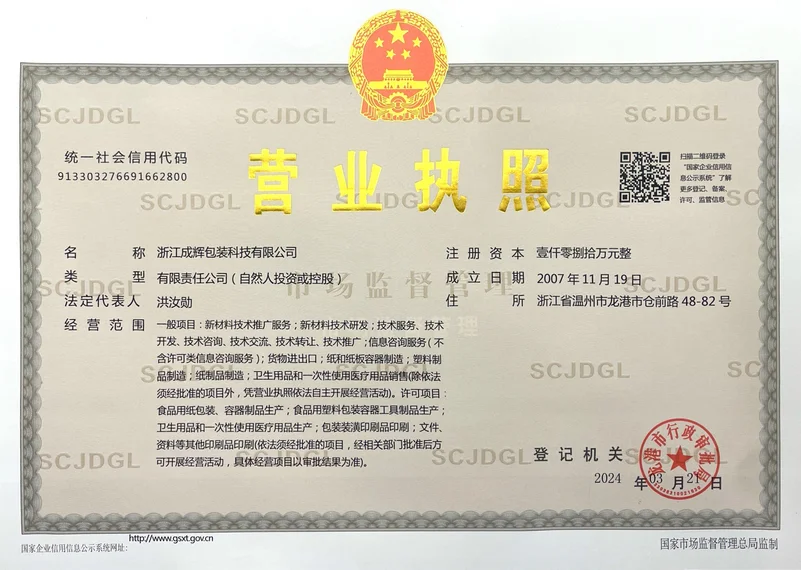 统一社会信用代码
913303276691662800
营业执照
扫描二维码登录
“国家企业信用信
息公示系统”了解
更多登记、备案、
许可、监管信息
名称 浙江成辉包装科技有限公司
类型 有限责任公司（自然人投资或控股）
法定代表人 洪汝勋
经营范围 一般项目：新材料技术推广服务；新材料技术研发；技术服务、技术
开发、技术咨询、技术交流、技术转让、技术推广；信息咨询服务（不
含许可类信息咨询服务）；货物进出口；纸和纸板容器制造；塑料制
品制造；纸制品制造；卫生用品和一次性使用医疗用品销售(除依法
须经批准的项目外，凭营业执照依法自主开展经营活动)。许可项目：
食品用纸包装、容器制品生产；食品用塑料包装容器工具制品生产；
卫生用品和一次性使用医疗用品生产；包装装潢印刷品印刷；文件、
资料等其他印刷品印刷(依法须经批准的项目，经相关部门批准后方
可开展经营活动，具体经营项目以审批结果为准)。
注册资本 壹仟零捌拾万元整
成立日期 2007年11月19日
住所 浙江省温州市龙港市仓前路48-82号
市场监督管理
SCJDGL
登记机关
龙港市行政审批局
2024年03月21日
国家企业信用信息公示系统网址：http://www.gsxt.gov.cn
国家市场监督管理总局监制